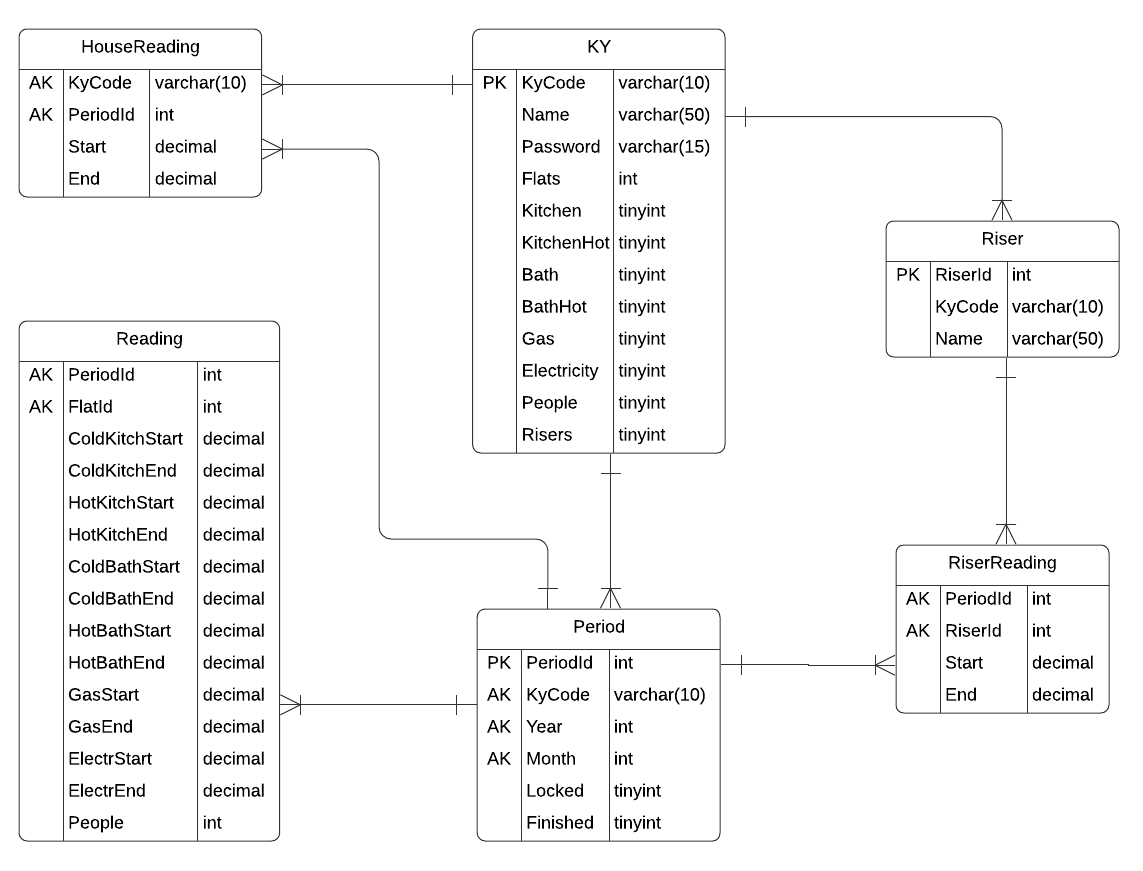 HouseReading
AK KyCode varchar(10)
AK PeriodId int
Start decimal
End decimal
KY
PK KyCode varchar(10)
Name varchar(50)
Password varchar(15)
Flats int
Kitchen tinyint
KitchenHot tinyint
Bath tinyint
BathHot tinyint
Gas tinyint
Electricity tinyint
People tinyint
Risers tinyint
Riser
PK RiserId int
KyCode varchar(10)
Name varchar(50)
Reading
AK PeriodId int
AK FlatId int
ColdKitchStart decimal
ColdKitchEnd decimal
HotKitchStart decimal
HotKitchEnd decimal
ColdBathStart decimal
ColdBathEnd decimal
HotBathStart decimal
HotBathEnd decimal
GasStart decimal
GasEnd decimal
ElectrStart decimal
ElectrEnd decimal
People int
Period
PK PeriodId int
AK KyCode varchar(10)
AK Year int
AK Month int
Locked tinyint
Finished tinyint
RiserReading
AK PeriodId int
AK RiserId int
Start decimal
End decimal